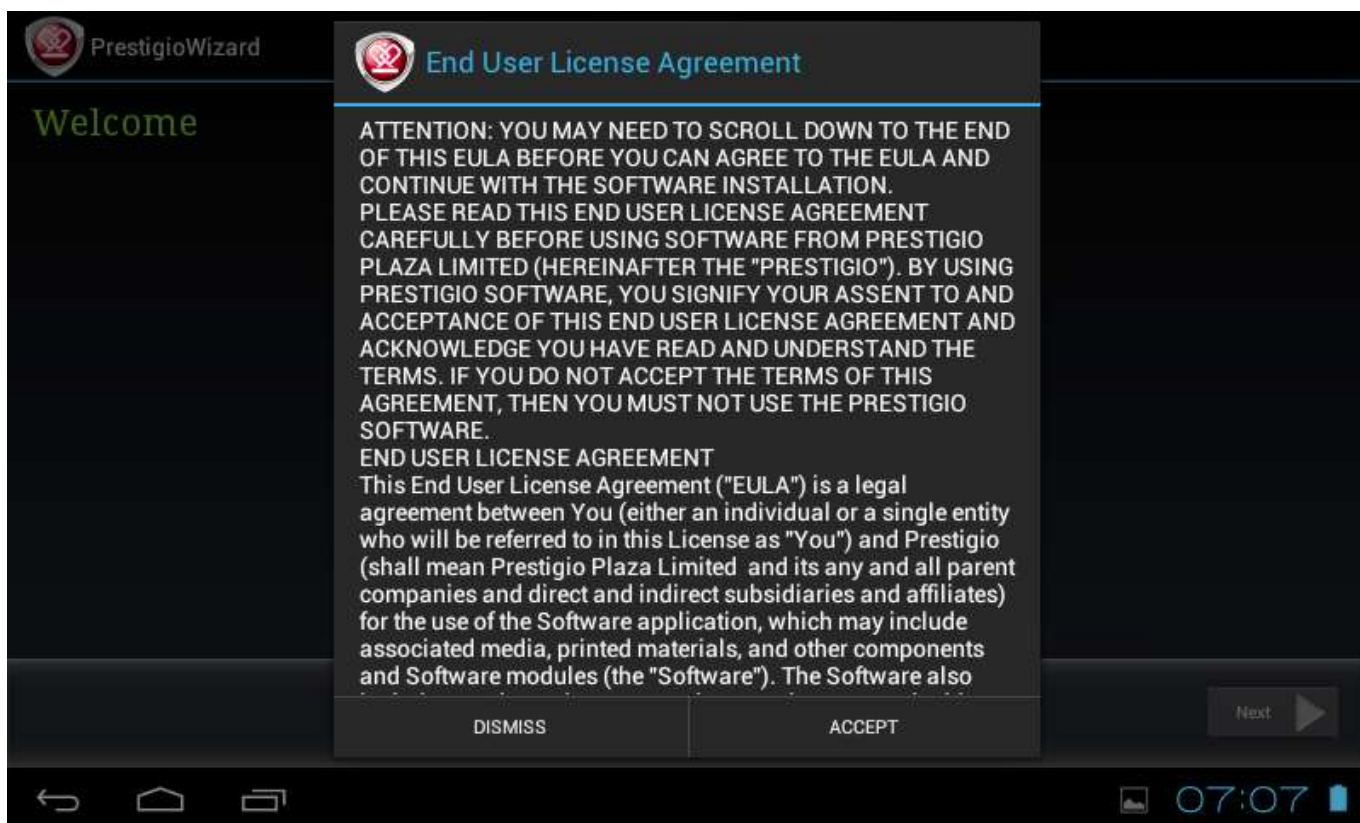 PrestigioWizard
Welcome
End User License Agreement
ATTENTION: YOU MAY NEED TO SCROLL DOWN TO THE END
OF THIS EULA BEFORE YOU CAN AGREE TO THE EULA AND
CONTINUE WITH THE SOFTWARE INSTALLATION.
PLEASE READ THIS END USER LICENSE AGREEMENT
CAREFULLY BEFORE USING SOFTWARE FROM PRESTIGIO
PLAZA LIMITED (HEREINAFTER THE "PRESTIGIO"). BY USING
PRESTIGIO SOFTWARE, YOU SIGNIFY YOUR ASSENT TO AND
ACCEPTANCE OF THIS END USER LICENSE AGREEMENT AND
ACKNOWLEDGE YOU HAVE READ AND UNDERSTAND THE
TERMS. IF YOU DO NOT ACCEPT THE TERMS OF THIS
AGREEMENT, THEN YOU MUST NOT USE THE PRESTIGIO
SOFTWARE.
END USER LICENSE AGREEMENT
This End User License Agreement ("EULA") is a legal
agreement between You (either an individual or a single entity
who will be referred to in this License as "You") and Prestigio
(shall mean Prestigio Plaza Limited  and its any and all parent
companies and direct and indirect subsidiaries and affiliates)
for the use of the Software application, which may include
associated media, printed materials, and other components
and Software modules (the "Software"). The Software also
DISMISS
ACCEPT
Next
07:07